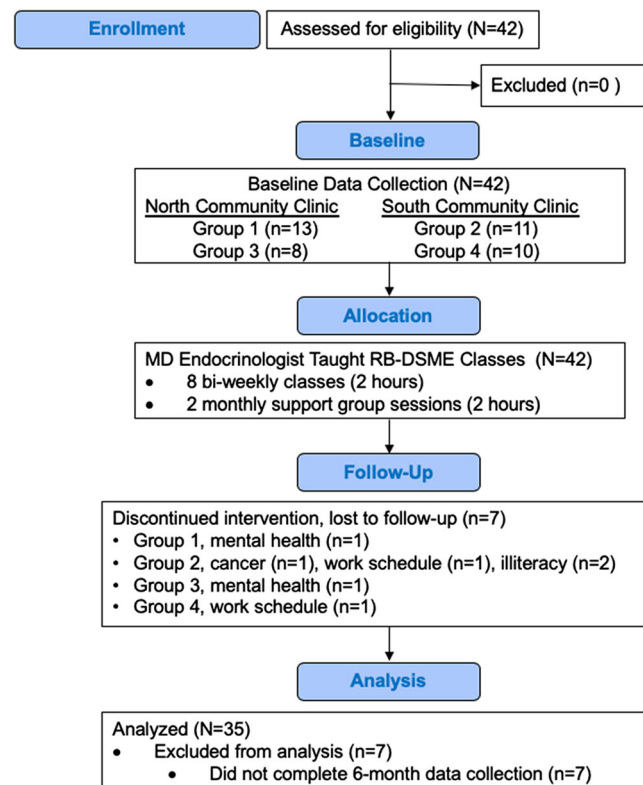 Enrollment
Assessed for eligibility (N=42)
Excluded (n=0 )
Baseline
Baseline Data Collection (N=42)
North Community Clinic South Community Clinic
Group 1 (n=13) Group 2 (n=11)
Group 3 (n=8) Group 4 (n=10)
Allocation
MD Endocrinologist Taught RB-DSME Classes (N=42)
• 8 bi-weekly classes (2 hours)
• 2 monthly support group sessions (2 hours)
Follow-Up
Discontinued intervention, lost to follow-up (n=7)
• Group 1, mental health (n=1)
• Group 2, cancer (n=1), work schedule (n=1), illiteracy (n=2)
• Group 3, mental health (n=1)
• Group 4, work schedule (n=1)
Analysis
Analyzed (N=35)
• Excluded from analysis (n=7)
• Did not complete 6-month data collection (n=7)